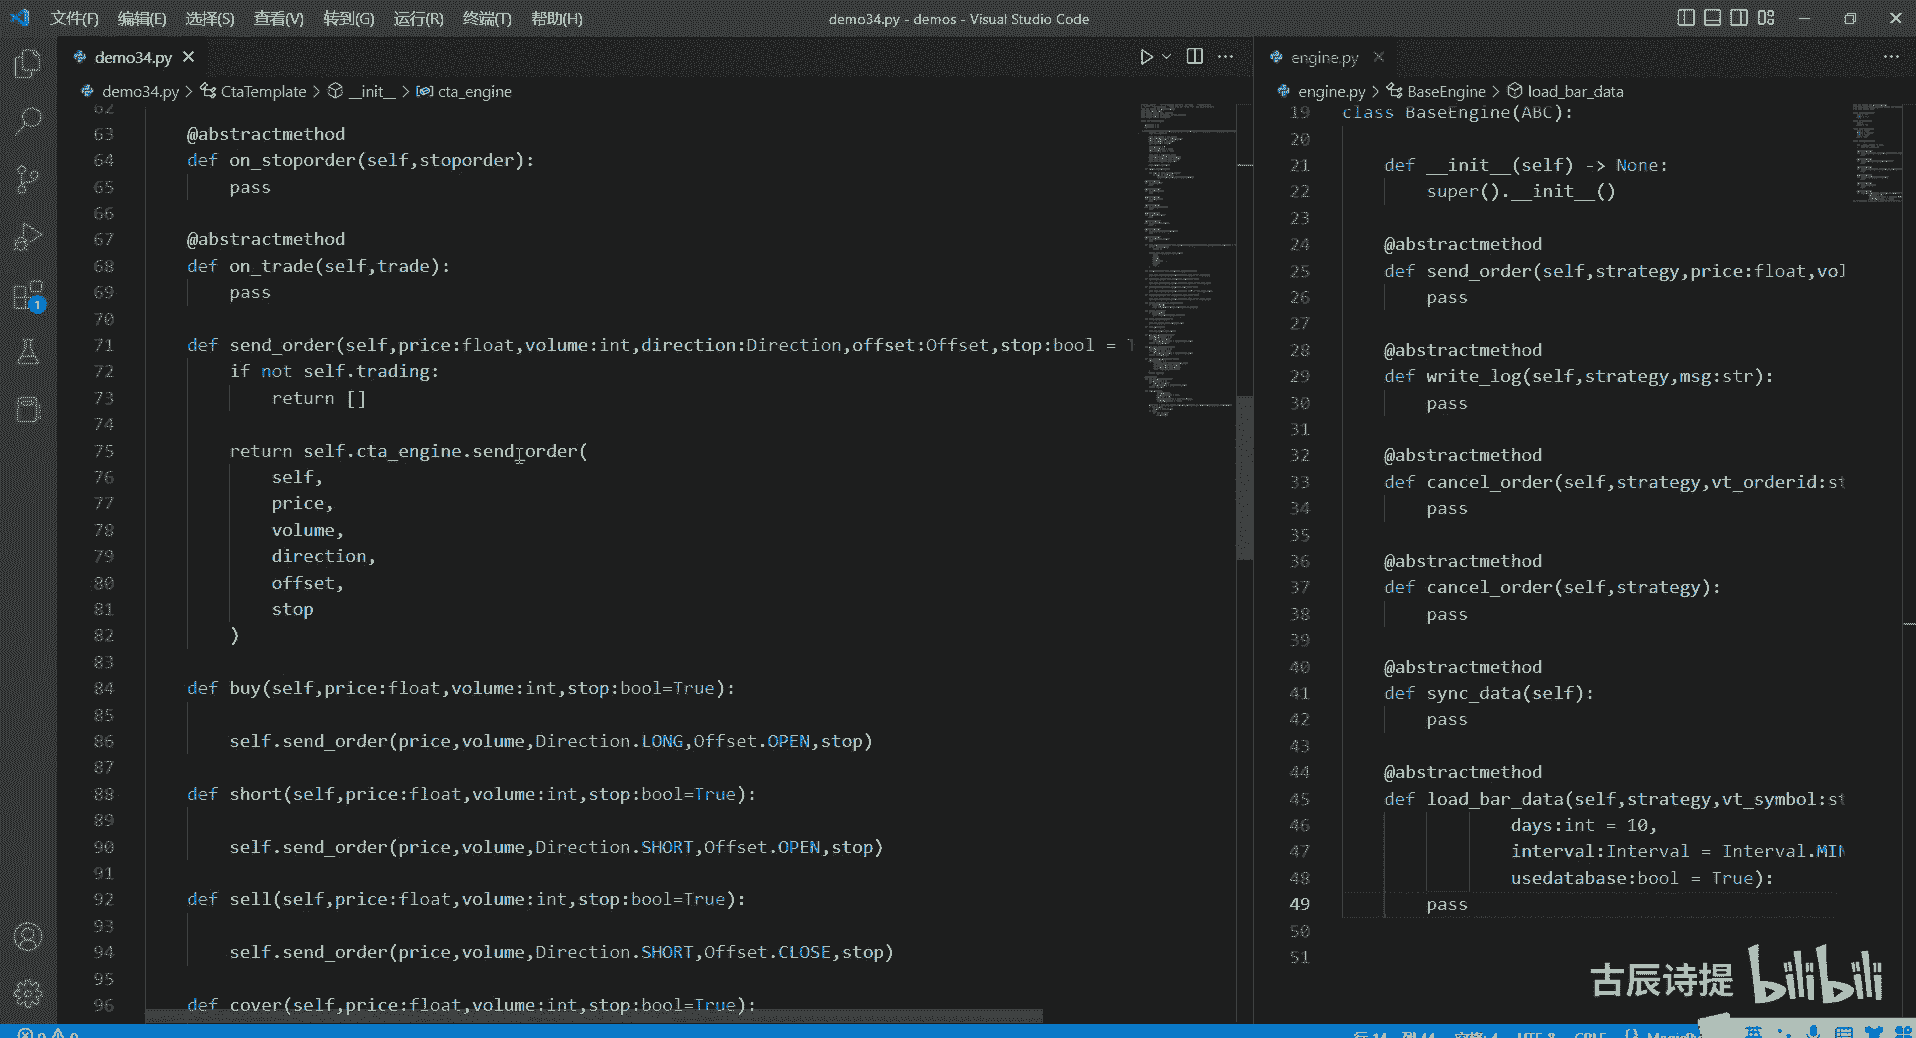 文件(F) 编辑(E) 选择(S) 查看(V) 转到(G) 运行(R) 终端(T) 帮助(H)
demo34.py - demos - Visual Studio Code
demo34.py
demo34.py > CtaTemplate > __init__ > cta_engine
62
63 @abstractmethod
64 def on_stoporder(self,stoporder):
65 pass
66
67 @abstractmethod
68 def on_trade(self,trade):
69 pass
70
71 def send_order(self,price:float,volume:int,direction:Direction,offset:Offset,stop:bool =
72 if not self.trading:
73 return []
74
75 return self.cta_engine.send_order(
76 self,
77 price,
78 volume,
79 direction,
80 offset,
81 stop
82 )
83
84 def buy(self,price:float,volume:int,stop:bool=True):
85
86 self.send_order(price,volume,Direction.LONG,Offset.OPEN,stop)
87
88 def short(self,price:float,volume:int,stop:bool=True):
89
90 self.send_order(price,volume,Direction.SHORT,Offset.OPEN,stop)
91
92 def sell(self,price:float,volume:int,stop:bool=True):
93
94 self.send_order(price,volume,Direction.SHORT,Offset.CLOSE,stop)
95
96 def cover(self,price:float,volume:int,stop:bool=True):
engine.py
engine.py > BaseEngine > load_bar_data
19 class BaseEngine(ABC):
20
21 def __init__(self) -> None:
22 super().__init__()
23
24 @abstractmethod
25 def send_order(self,strategy,price:float,vol
26 pass
27
28 @abstractmethod
29 def write_log(self,strategy,msg:str):
30 pass
31
32 @abstractmethod
33 def cancel_order(self,strategy,vt_orderid:st
34 pass
35
36 @abstractmethod
37 def cancel_order(self,strategy):
38 pass
39
40 @abstractmethod
41 def sync_data(self):
42 pass
43
44 @abstractmethod
45 def load_bar_data(self,strategy,vt_symbol:st
46 days:int = 10,
47 interval:Interval = Interval.MIN
48 usedatabase:bool = True):
49 pass
50
51
1
古辰诗提 bilibili
英